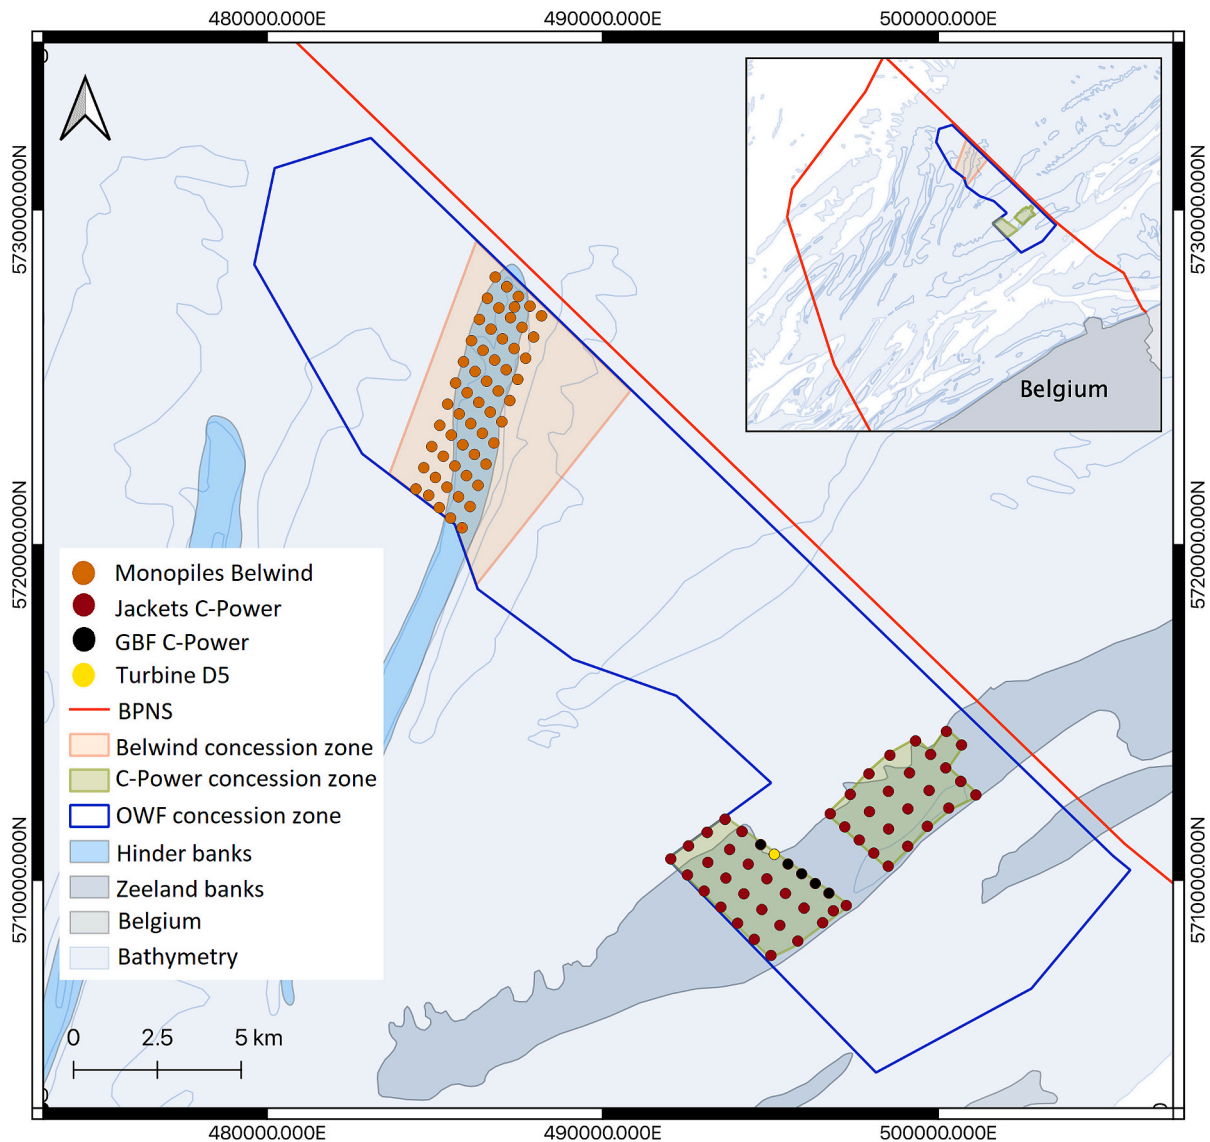 480000.000E 490000.000E 500000.000E
5730000.000N
5730000.000N
Belgium
5720000.000N
5720000.000N
Monopiles Belwind
Jackets C-Power
GBF C-Power
Turbine D5
BPNS
Belwind concession zone
C-Power concession zone
OWF concession zone
Hinder banks
Zeeland banks
Belgium
Bathymetry
5710000.000N
5710000.000N
0 2.5 5 km
480000.000E 490000.000E 500000.000E